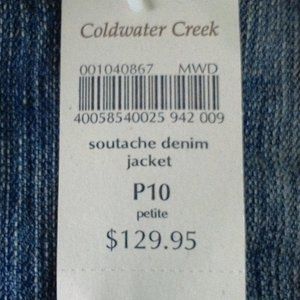 Coldwater Creek
001040867 MWD
40058540025 942 009
soutache denim
jacket
P10
petite
$129.95